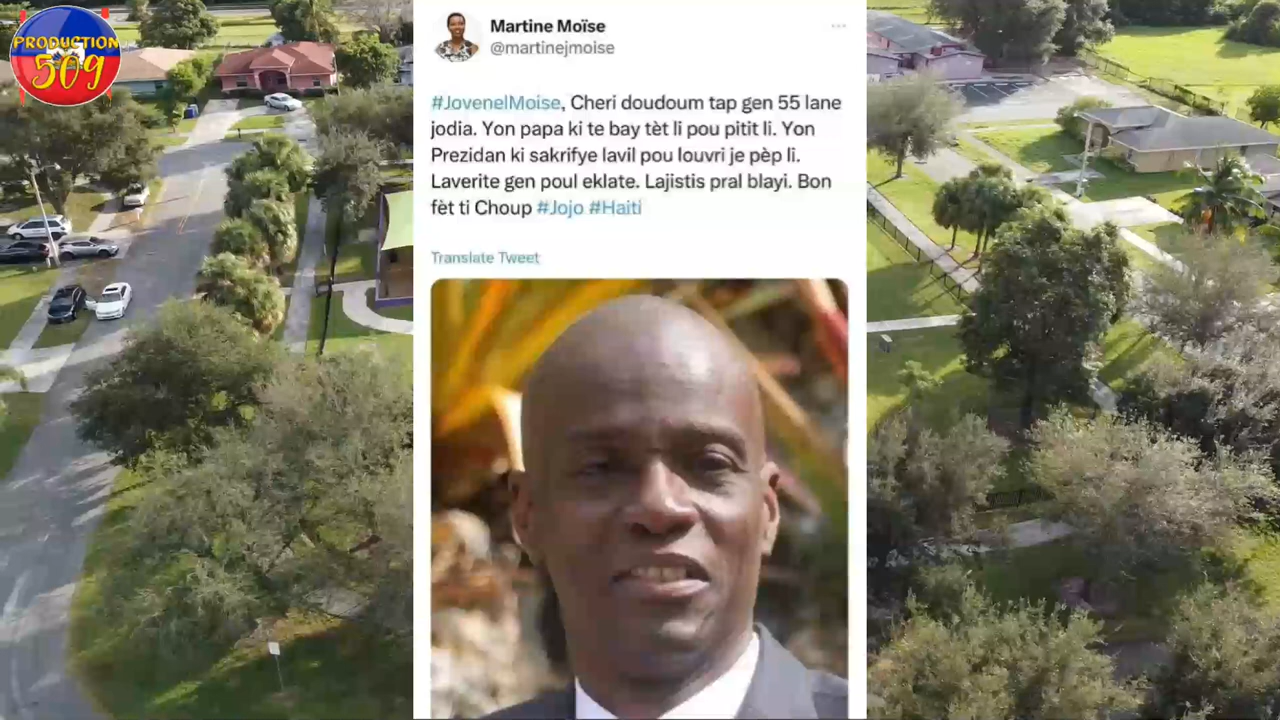 PRODUCTION
509
Martine Moïse
@martinejmoise
#JovenelMoise, Cheri doudoum tap gen 55 lane
jodia. Yon papa ki te bay tèt li pou pitit li. Yon
Prezidan ki sakrifye lavil pou louvri je pèp li.
Laverite gen poul eklate. Lajistis pral blayi. Bon
fèt ti Choup #Jojo #Haiti
Translate Tweet